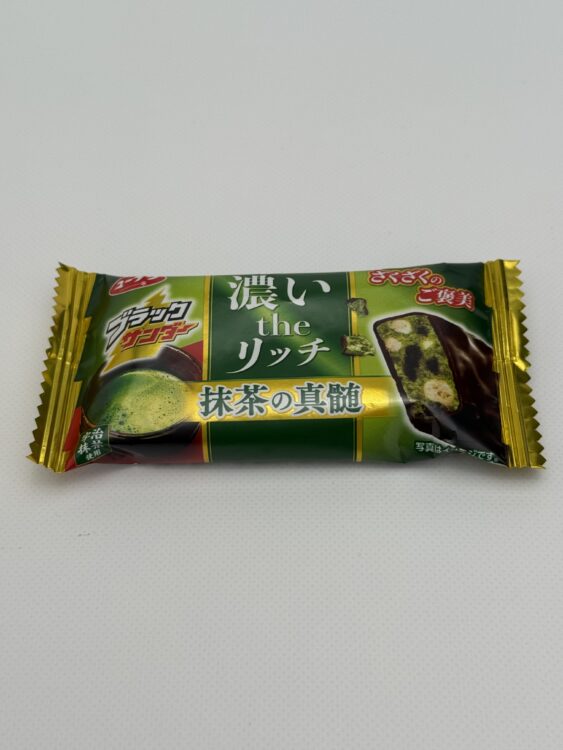 ブラック
サンダー
濃い
the
リッチ
抹茶の真髄
さくさくの
ご褒美
宇治
抹茶
使用
写真はイメージです。